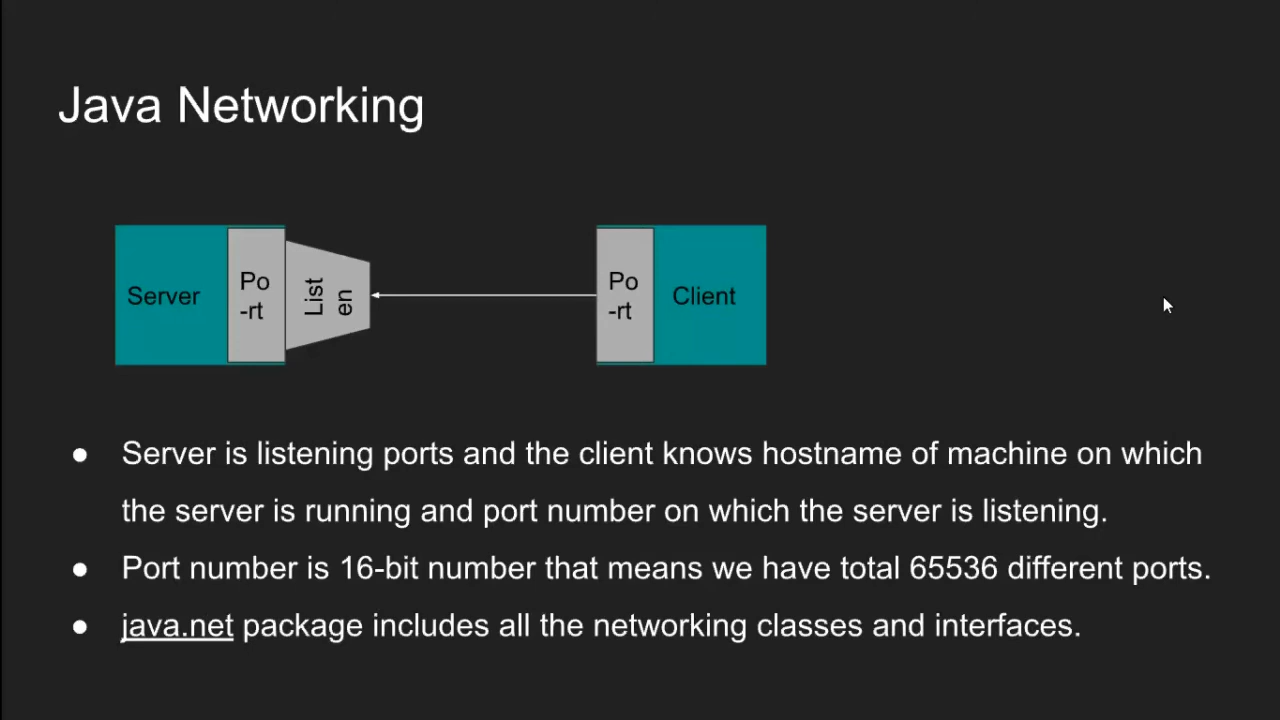 Java Networking
Server
Po
-rt
List
en
Po
-rt
Client
● Server is listening ports and the client knows hostname of machine on which
the server is running and port number on which the server is listening.
● Port number is 16-bit number that means we have total 65536 different ports.
● java.net package includes all the networking classes and interfaces.